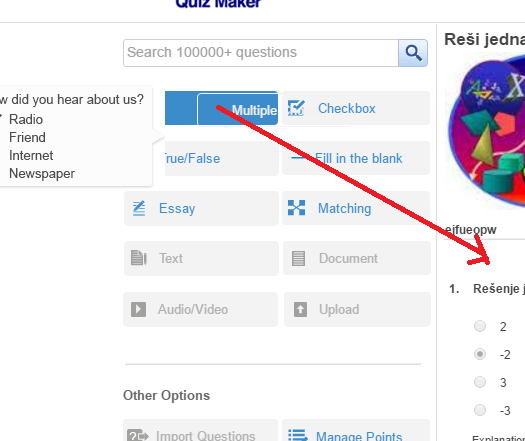 Quiz Maker
Search 100000+ questions
w did you hear about us?
Radio
Friend
Internet
Newspaper
Multiple
Checkbox
True/False
Fill in the blank
Essay
Matching
Text
Document
Audio/Video
Upload
Other Options
Import Questions
Manage Points
Reši jedna
ejfueopw
1. Rešenje j
2
-2
3
-3
Explanation